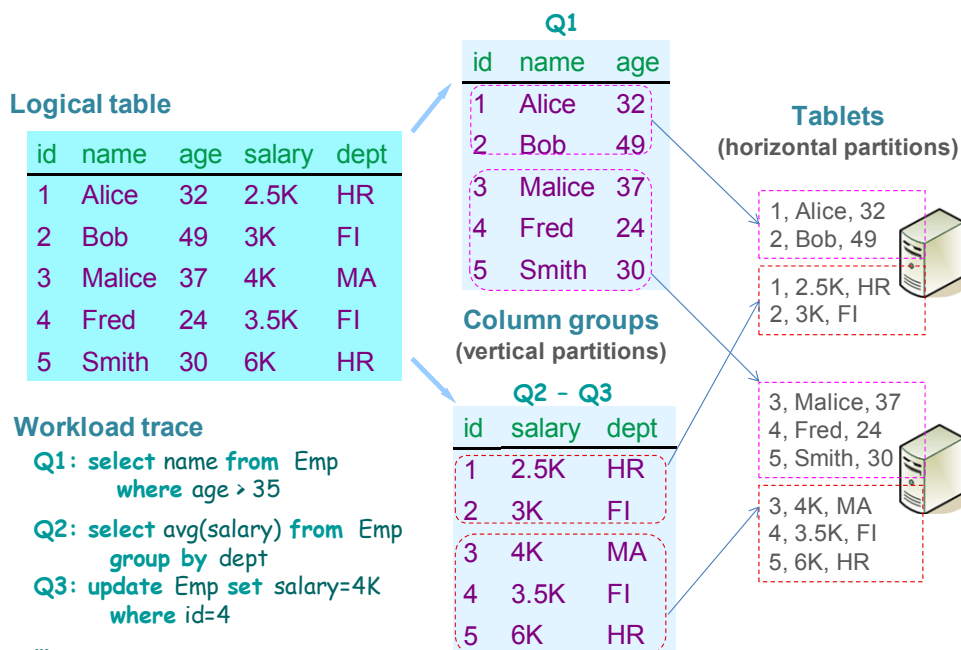 Logical table
id name age salary dept
1 Alice 32 2.5K HR
2 Bob 49 3K FI
3 Malice 37 4K MA
4 Fred 24 3.5K FI
5 Smith 30 6K HR
Workload trace
Q1: select name from Emp
where age > 35
Q2: select avg(salary) from Emp
group by dept
Q3: update Emp set salary=4K
where id=4
...
Q1
id name age
1 Alice 32
2 Bob 49
3 Malice 37
4 Fred 24
5 Smith 30
Column groups
(vertical partitions)
Q2 - Q3
id salary dept
1 2.5K HR
2 3K FI
3 4K MA
4 3.5K FI
5 6K HR
Tablets
(horizontal partitions)
1, Alice, 32
2, Bob, 49
1, 2.5K, HR
2, 3K, FI
3, Malice, 37
4, Fred, 24
5, Smith, 30
3, 4K, MA
4, 3.5K, FI
5, 6K, HR